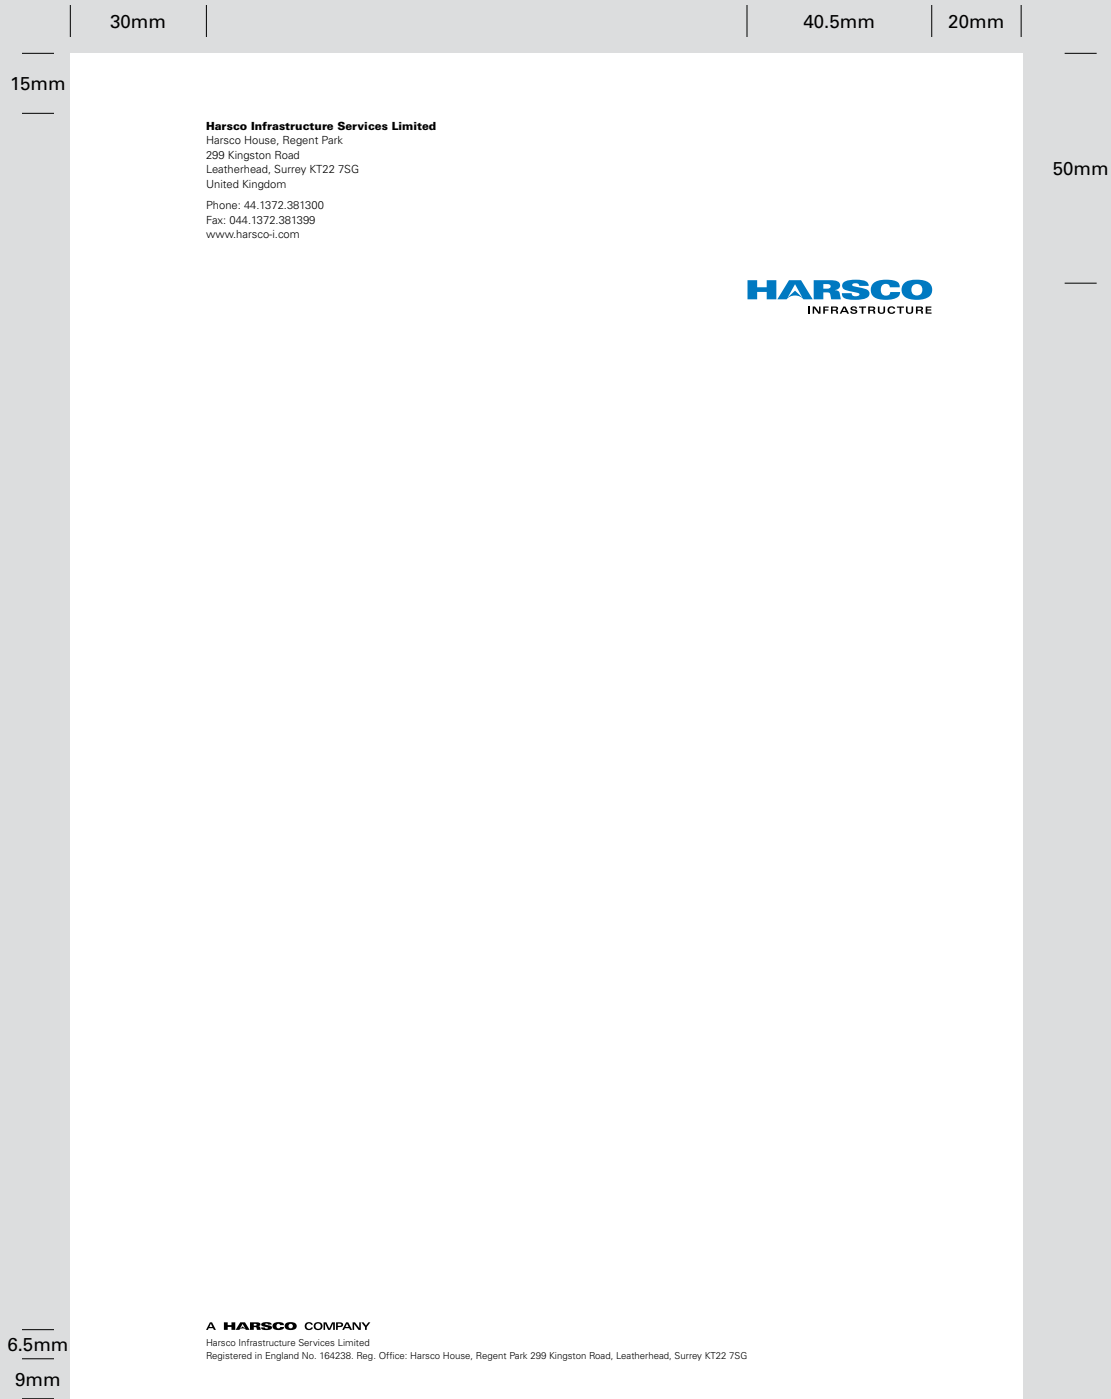 30mm
40.5mm
20mm
15mm
50mm
Harsco Infrastructure Services Limited
Harsco House, Regent Park
299 Kingston Road
Leatherhead, Surrey KT22 7SG
United Kingdom
Phone: 44.1372.381300
Fax: 044.1372.381399
www.harsco-i.com
HARSCO
INFRASTRUCTURE
A HARSCO COMPANY
Harsco Infrastructure Services Limited
Registered in England No. 164238. Reg. Office: Harsco House, Regent Park 299 Kingston Road, Leatherhead, Surrey KT22 7SG
6.5mm
9mm